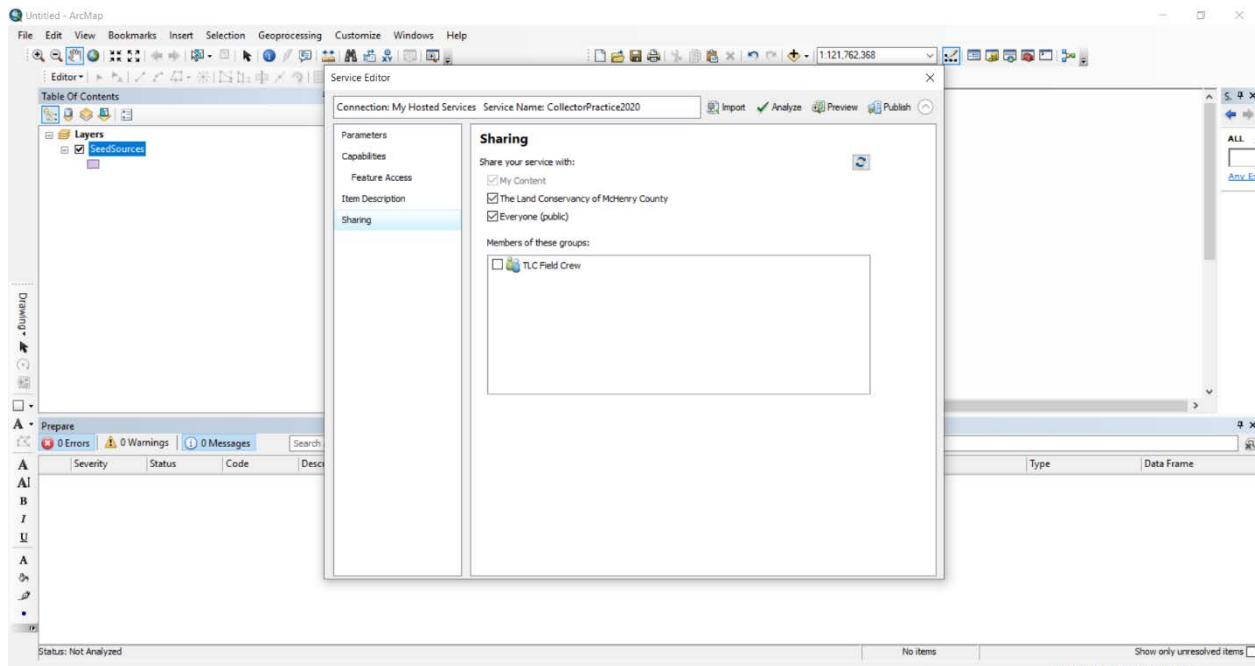 Untitled - ArcMap
File Edit View Bookmarks Insert Selection Geoprocessing Customize Windows Help
1:121,762,368
Editor
Table Of Contents
Layers
SeedSources
Service Editor
Connection: My Hosted Services Service Name: CollectorPractice2020
Import Analyze Preview Publish
Parameters
Capabilities
Feature Access
Item Description
Sharing
Sharing
Share your service with:
My Content
The Land Conservancy of McHenry County
Everyone (public)
Members of these groups:
TLC Field Crew
S.
ALL
Any E
Drawing
A
A
AI
B
I
U
A
Prepare
0 Errors 0 Warnings 0 Messages Search
Severity Status Code Descr Type Data Frame
Status: Not Analyzed No items Show only unresolved items